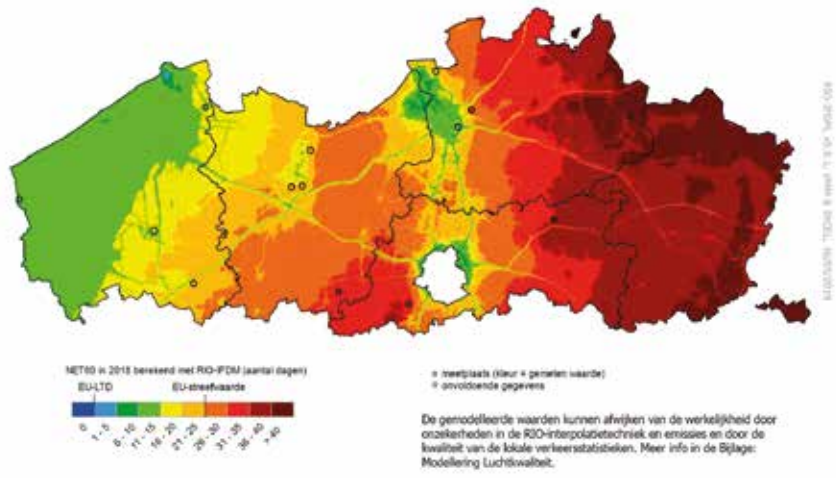 NET60 in 2018 berekend met RIO-IFDM (aantal dagen)
EU-LTD EU-streefwaarde
0 1 - 5 6 - 10 11 - 15 16 - 20 21 - 25 26 - 30 31 - 35 36 - 40 > 40
meetplaats (kleur = gemeten waarde)
onvoldoende gegevens
De gemodelleerde waarden kunnen afwijken van de werkelijkheid door
onzekerheden in de RIO-interpolatietechniek en emissies en door de
kwaliteit van de lokale verkeersstatistieken. Meer info in de Bijlage:
Modellering Luchtkwaliteit.